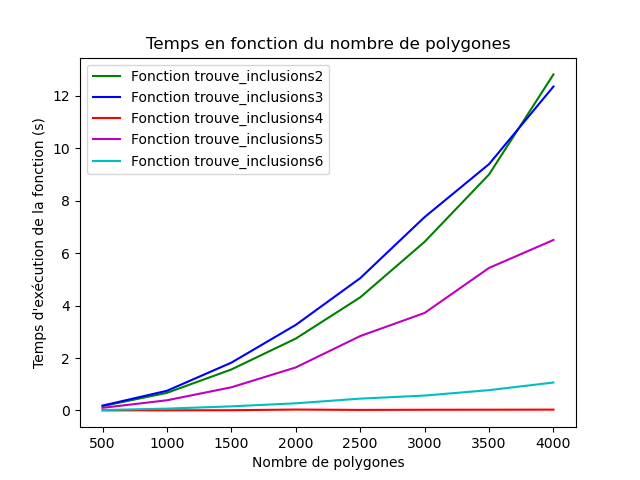 Temps en fonction du nombre de polygones
Fonction trouve_inclusions2
Fonction trouve_inclusions3
Fonction trouve_inclusions4
Fonction trouve_inclusions5
Fonction trouve_inclusions6
Temps d'exécution de la fonction (s)
12
10
8
6
4
2
0
500 1000 1500 2000 2500 3000 3500 4000
Nombre de polygones